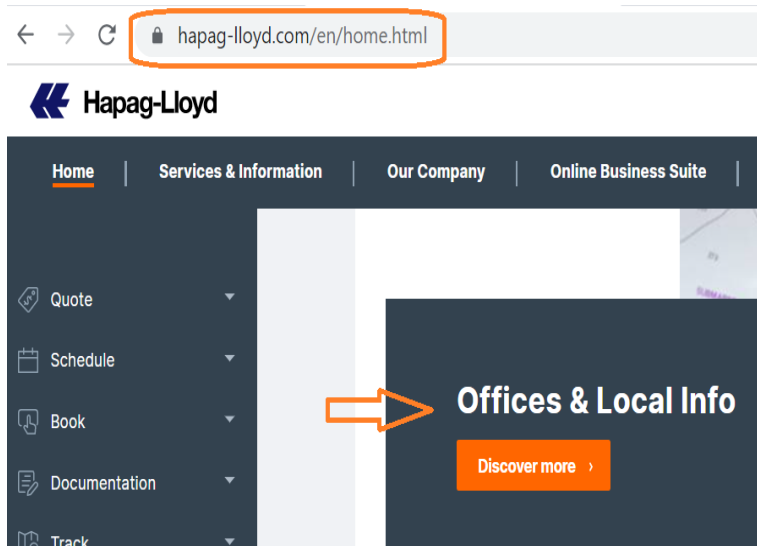 hapag-lloyd.com/en/home.html
Hapag-Lloyd
Home | Services & Information | Our Company | Online Business Suite |
Quote
Schedule
Offices & Local Info
Book
Discover more ›
Documentation
Track